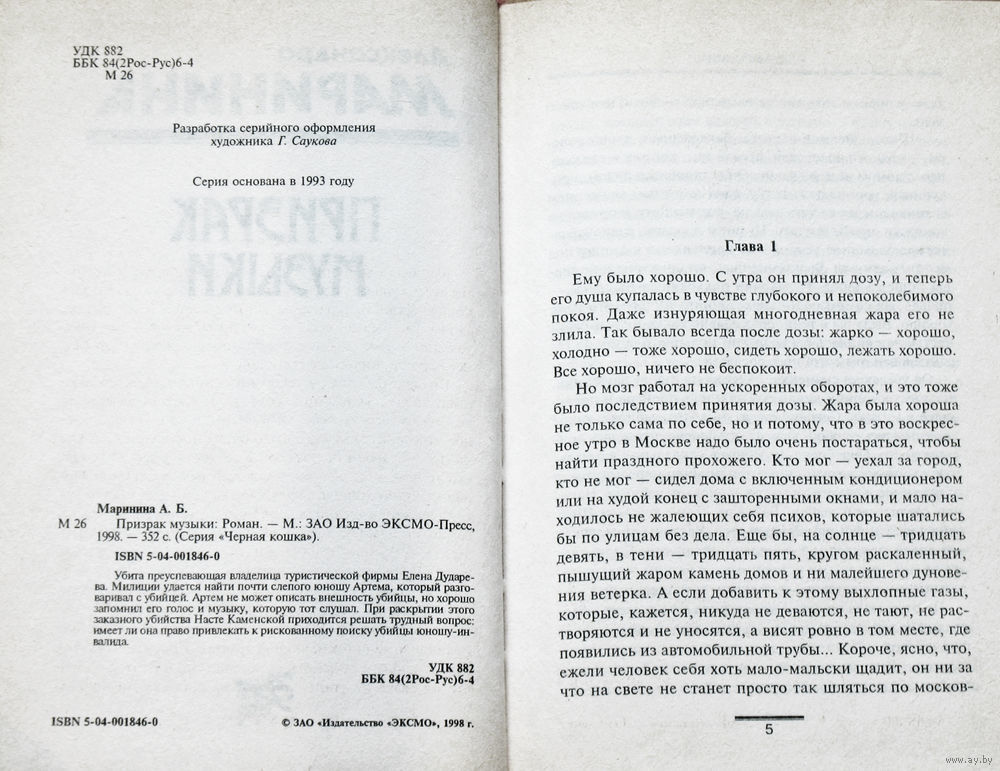 УДК 882
ББК 84(2Рос-Рус)6-4
М 26
Разработка серийного оформления
художника Г. Саукова
Серия основана в 1993 году
ПРИЗРАК
МУЗЫКИ
Маринина А. Б.
М 26 Призрак музыки: Роман. — М.: ЗАО Изд-во ЭКСМО-Пресс,
1998. — 352 с. (Серия «Черная кошка»).
ISBN 5-04-001846-0
Убита преуспевающая владелица туристической фирмы Елена Дударе-
ва. Милиции удается найти почти слепого юношу Артема, который разго-
варивал с убийцей. Артем не может описать внешность убийцы, но хорошо
запомнил его голос и музыку, которую тот слушал. При раскрытии этого
заказного убийства Насте Каменской приходится решать трудный вопрос:
имеет ли она право привлекать к рискованному поиску убийцы юношу-ин-
валида.
УДК 882
ББК 84(2Рос-Рус)6-4
ISBN 5-04-001846-0 © ЗАО «Издательство «ЭКСМО», 1998 г.
Глава 1
Ему было хорошо. С утра он принял дозу, и теперь
его душа купалась в чувстве глубокого и непоколебимого
покоя. Даже изнуряющая многодневная жара его не
злила. Так бывало всегда после дозы: жарко — хорошо,
холодно — тоже хорошо, сидеть хорошо, лежать хорошо.
Все хорошо, ничего не беспокоит.
Но мозг работал на ускоренных оборотах, и это тоже
было последствием принятия дозы. Жара была хороша
не только сама по себе, но и потому, что в это воскрес-
ное утро в Москве надо было очень постараться, чтобы
найти праздного прохожего. Кто мог — уехал за город,
кто не мог — сидел дома с включенным кондиционером
или на худой конец с зашторенными окнами, и мало на-
ходилось не жалеющих себя психов, которые шатались
бы по улицам без дела. Еще бы, на солнце — тридцать
девять, в тени — тридцать пять, кругом раскаленный,
пышущий жаром камень домов и ни малейшего дунове-
ния ветерка. А если добавить к этому выхлопные газы,
которые, кажется, никуда не деваются, не тают, не рас-
творяются и не уносятся, а висят ровно в том месте, где
появились из автомобильной трубы... Короче, ясно, что,
ежели человек себя хоть мало-мальски щадит, он ни за
что на свете не станет просто так шляться по москов-
5
www.ay.by